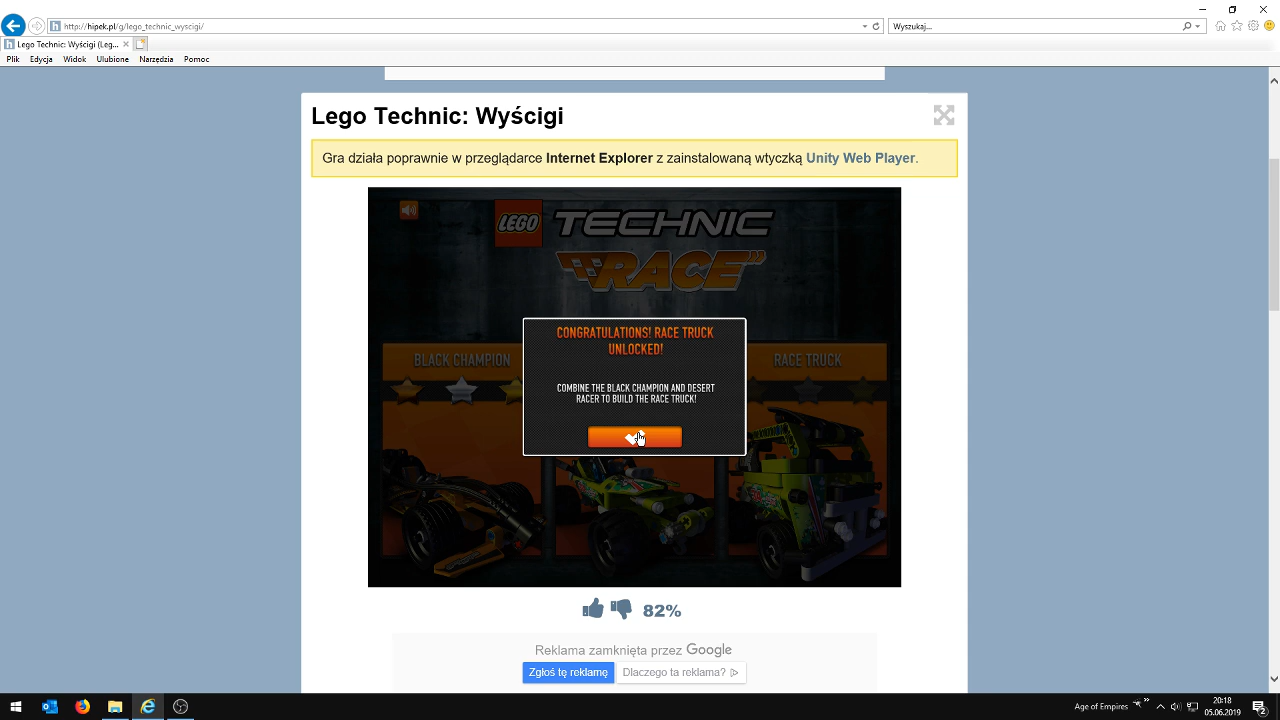 http://hipek.pl/g/lego_technic_wyscigi/
Wyszukaj...
Lego Technic: Wyścigi (Leg...
Plik Edycja Widok Ulubione Narzędzia Pomoc
Lego Technic: Wyścigi
Gra działa poprawnie w przeglądarce Internet Explorer z zainstalowaną wtyczką Unity Web Player.
LEGO TECHNIC
RACE
CONGRATULATIONS! RACE TRUCK
UNLOCKED!
BLACK CHAMPION
RACE TRUCK
COMBINE THE BLACK CHAMPION AND DESERT
RACER TO BUILD THE RACE TRUCK!
82%
Reklama zamknięta przez Google
Zgłoś tę reklamę
Dlaczego ta reklama?
Age of Empires
20:18
05.06.2019
2